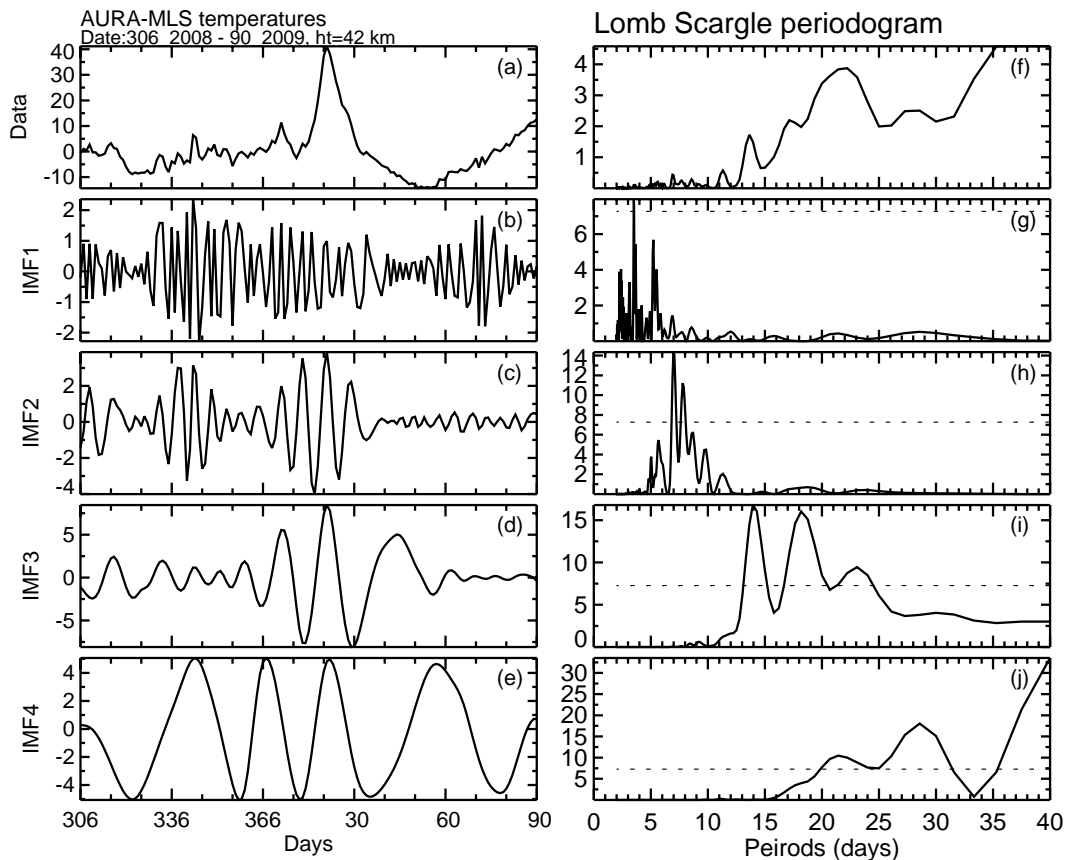 AURA-MLS temperatures
Date:306 2008 - 90 2009, ht=42 km
Lomb Scargle periodogram
(a)
Data
40
30
20
10
0
-10
(f)
4
3
2
1
(b)
IMF1
2
1
0
-1
-2
(g)
8
6
4
2
(c)
IMF2
2
0
-2
-4
(h)
14
12
10
8
6
4
2
(d)
IMF3
5
0
-5
(i)
15
10
5
0
(e)
IMF4
4
2
0
-2
-4
(j)
30
25
20
15
10
5
306 336 366 30 90
Days
0 5 10 15 20 25 30 35 40
Peirods (days)